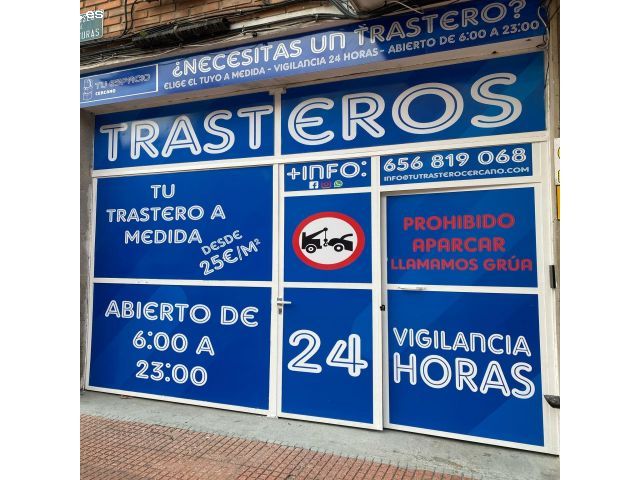 ¿NECESITAS UN TRASTERO?
ELIGE EL TUYO A MEDIDA - VIGILANCIA 24 HORAS - ABIERTO DE 6:00 A 23:00
TU ESPACIO
CERCANO
TRASTEROS
+INFO:
656 819 068
INFO@TUTRASTEROCERCANO.COM
TU
TRASTERO A
MEDIDA
DESDE
25€/M²
PROHIBIDO
APARCAR
LLAMAMOS GRÚA
ABIERTO DE
6:00 A
23:00
24
VIGILANCIA
HORAS